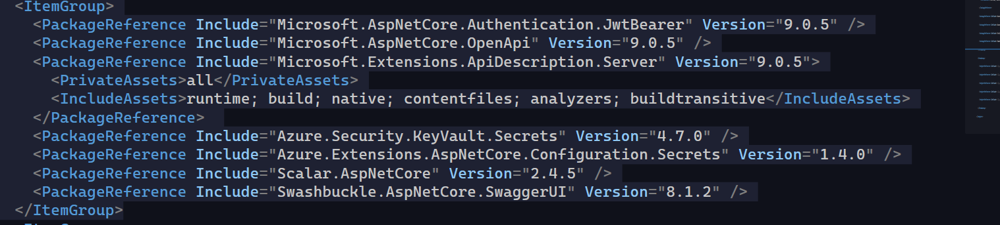 <ItemGroup>
<PackageReference Include="Microsoft.AspNetCore.Authentication.JwtBearer" Version="9.0.5" />
<PackageReference Include="Microsoft.AspNetCore.OpenApi" Version="9.0.5" />
<PackageReference Include="Microsoft.Extensions.ApiDescription.Server" Version="9.0.5">
<PrivateAssets>all</PrivateAssets>
<IncludeAssets>runtime; build; native; contentfiles; analyzers; buildtransitive</IncludeAssets>
</PackageReference>
<PackageReference Include="Azure.Security.KeyVault.Secrets" Version="4.7.0" />
<PackageReference Include="Azure.Extensions.AspNetCore.Configuration.Secrets" Version="1.4.0" />
<PackageReference Include="Scalar.AspNetCore" Version="2.4.5" />
<PackageReference Include="Swashbuckle.AspNetCore.SwaggerUI" Version="8.1.2" />
</ItemGroup>